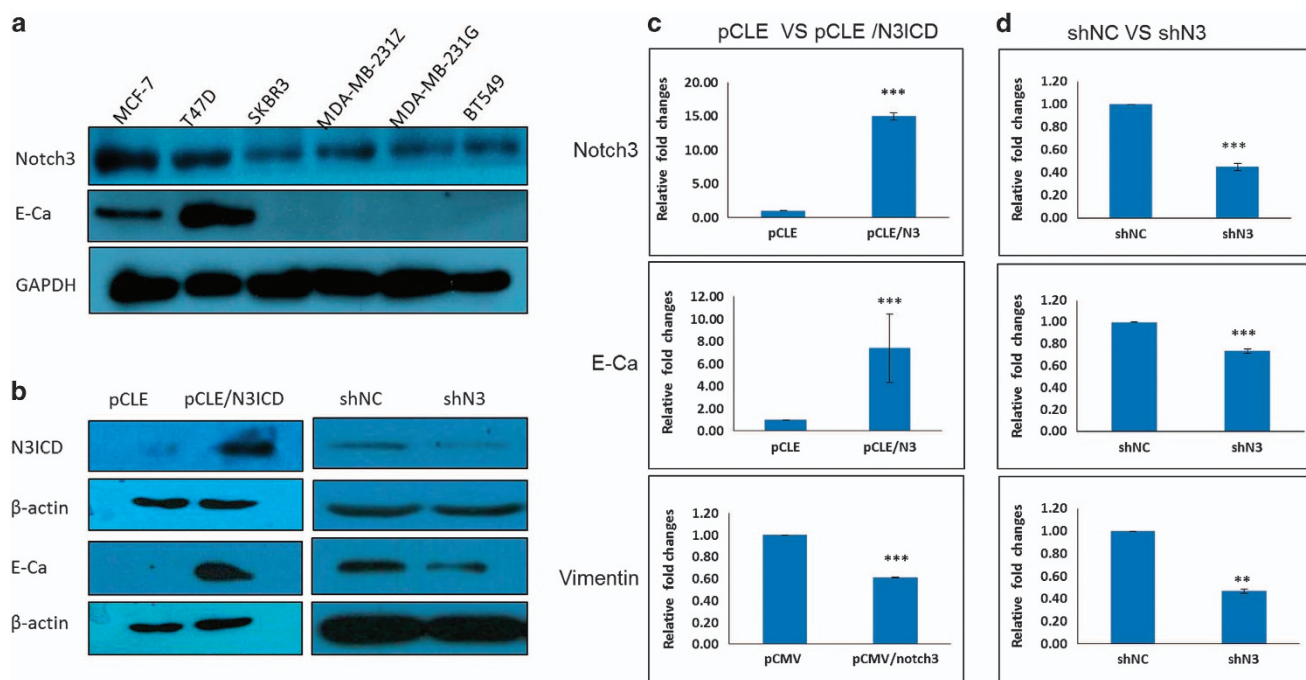 a
MCF-7 T47D SKBR3 MDA-MB-231Z MDA-MB-231G BT549
Notch3
E-Ca
GAPDH
b
pCLE pCLE/N3ICD shNC shN3
N3ICD
β-actin
E-Ca
β-actin
c
pCLE VS pCLE /N3ICD
Notch3
Relative fold changes
20.00
15.00
10.00
5.00
0.00
***
pCLE pCLE/N3
E-Ca
Relative fold changes
12.00
10.00
8.00
6.00
4.00
2.00
0.00
***
pCLE pCLE/N3
Vimentin
Relative fold changes
1.20
1.00
0.80
0.60
0.40
0.20
0.00
***
pCMV pCMV/notch3
d
shNC VS shN3
Relative fold changes
1.20
1.00
0.80
0.60
0.40
0.20
0.00
***
shNC shN3
Relative fold changes
1.20
1.00
0.80
0.60
0.40
0.20
0.00
***
shNC shN3
Relative fold changes
1.20
1.00
0.80
0.60
0.40
0.20
0.00
**
shNC shN3